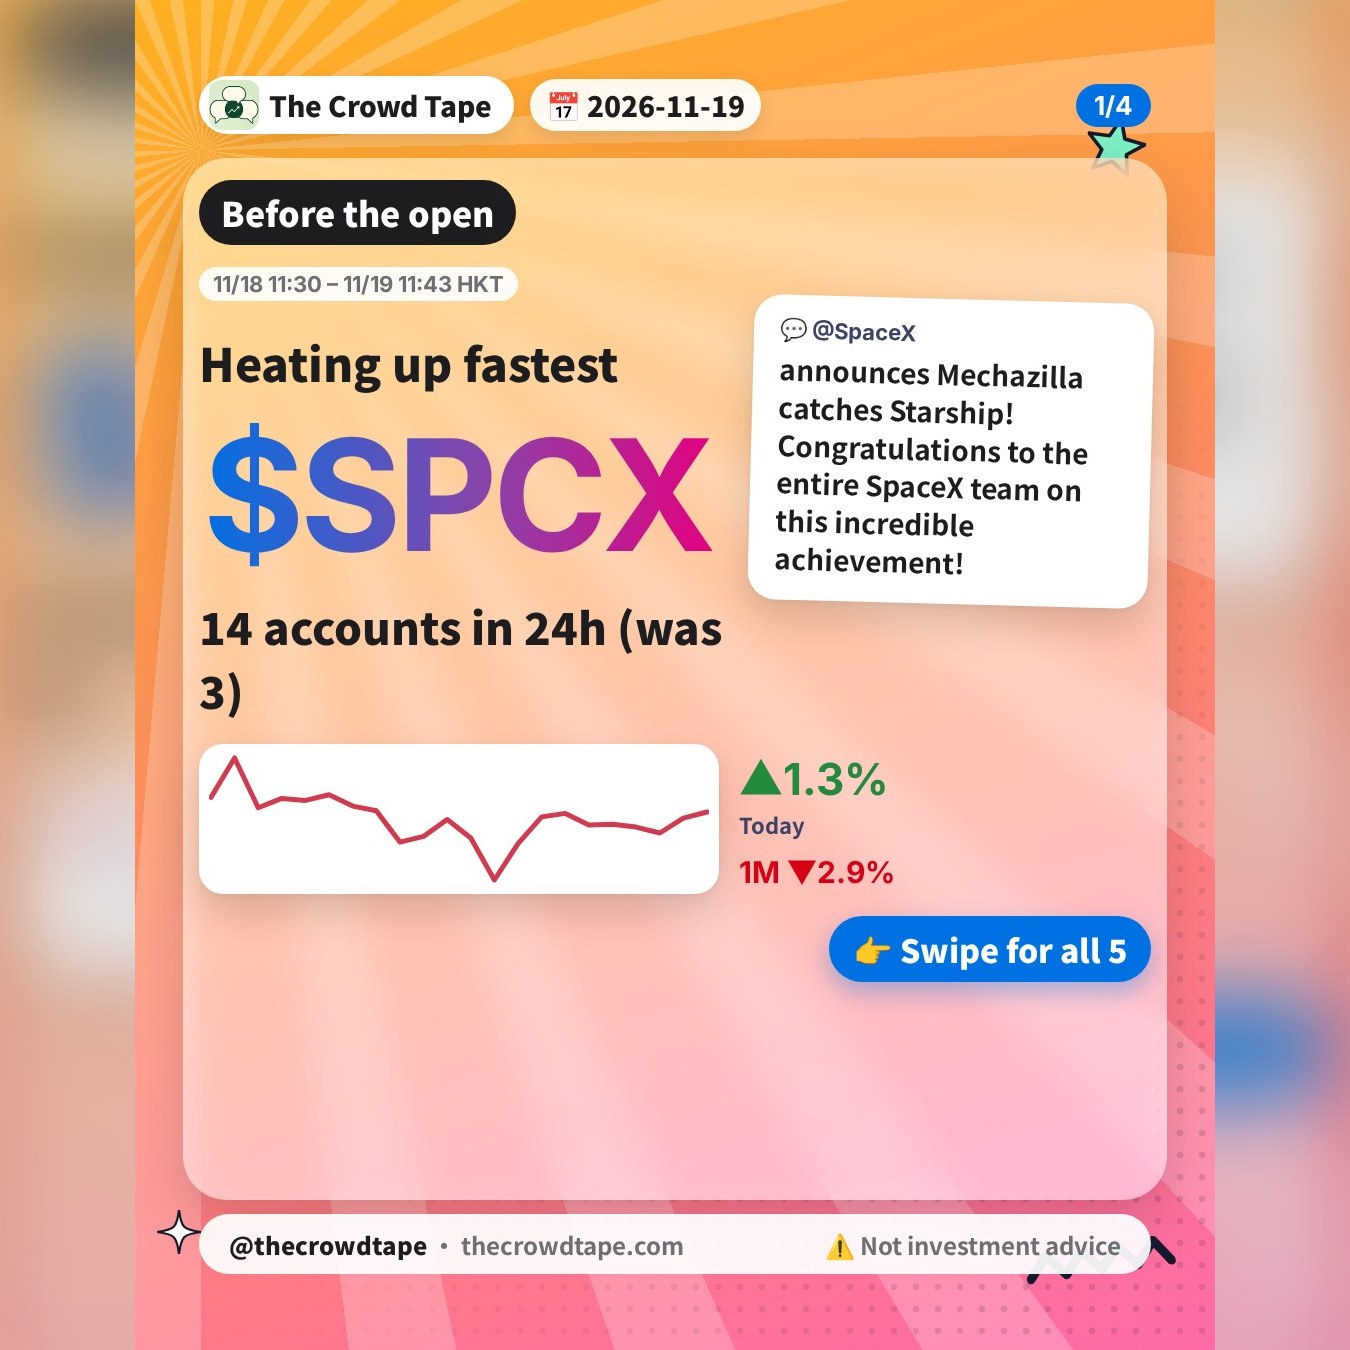 The Crowd Tape
July
17
2026-11-19
1/4
Before the open
11/18 11:30 – 11/19 11:43 HKT
Heating up fastest
$SPCX
14 accounts in 24h (was
3)
💬 @SpaceX
announces Mechazilla
catches Starship!
Congratulations to the
entire SpaceX team on
this incredible
achievement!
▲1.3%
Today
1M ▼2.9%
👉 Swipe for all 5
@thecrowdtape • thecrowdtape.com
⚠️ Not investment advice